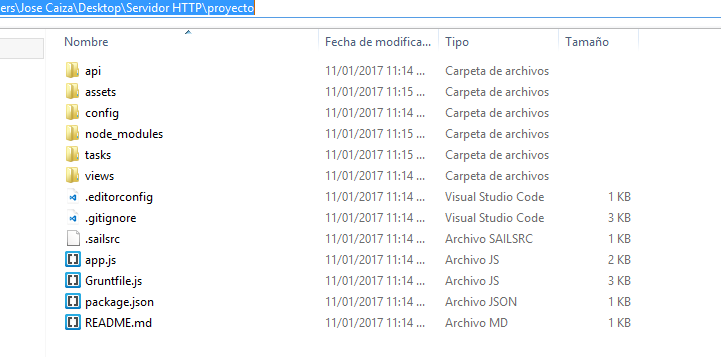 ers\Jose Caiza\Desktop\Servidor HTTP\proyecto
Nombre Fecha de modifica... Tipo Tamaño
api 11/01/2017 11:14 ... Carpeta de archivos
assets 11/01/2017 11:15 ... Carpeta de archivos
config 11/01/2017 11:14 ... Carpeta de archivos
node_modules 11/01/2017 11:15 ... Carpeta de archivos
tasks 11/01/2017 11:15 ... Carpeta de archivos
views 11/01/2017 11:14 ... Carpeta de archivos
.editorconfig 11/01/2017 11:14 ... Visual Studio Code 1 KB
.gitignore 11/01/2017 11:14 ... Visual Studio Code 3 KB
.sailsrc 11/01/2017 11:14 ... Archivo SAILSRC 1 KB
app.js 11/01/2017 11:14 ... Archivo JS 2 KB
Gruntfile.js 11/01/2017 11:14 ... Archivo JS 3 KB
package.json 11/01/2017 11:14 ... Archivo JSON 1 KB
README.md 11/01/2017 11:14 ... Archivo MD 1 KB